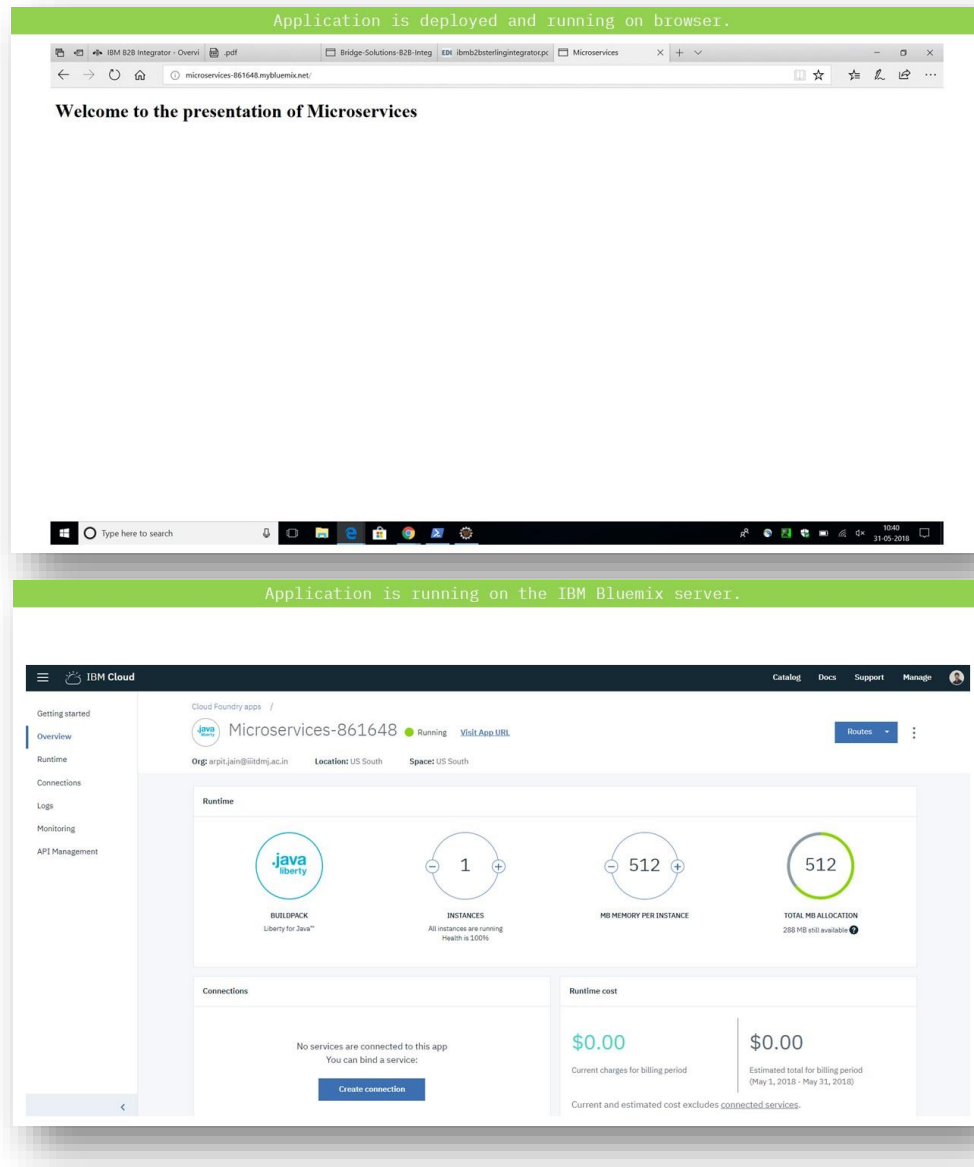 Application is deployed and running on browser.
IBM B2B Integrator - Overvi .pdf Bridge-Solutions-B2B-Integ EDI ibmb2bsterlingintegrator.pc Microservices
microservices-861648.mybluemix.net/
Welcome to the presentation of Microservices
Type here to search
10:40
31-05-2018
Application is running on the IBM Bluemix server.
IBM Cloud Catalog Docs Support Manage
Getting started
Overview
Runtime
Connections
Logs
Monitoring
API Management
Cloud Foundry apps /
.java
liberty
Microservices-861648 Running Visit App URL
Routes
Org: arpit.jain@iiitdmj.ac.in Location: US South Space: US South
Runtime
.java
liberty
1
512
512
BUILDPACK INSTANCES MB MEMORY PER INSTANCE TOTAL MB ALLOCATION
Liberty for Java™ All instances are running 288 MB still available ?
Health is 100%
Connections
No services are connected to this app
You can bind a service:
Create connection
Runtime cost
$0.00 $0.00
Current charges for billing period Estimated total for billing period
(May 1, 2018 - May 31, 2018)
Current and estimated cost excludes connected services.